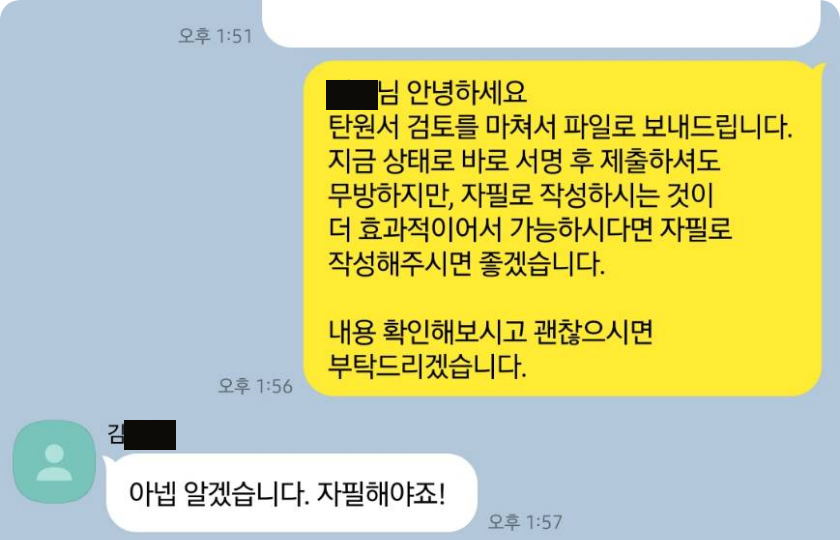 오후 1:51
님 안녕하세요
탄원서 검토를 마쳐서 파일로 보내드립니다.
지금 상태로 바로 서명 후 제출하셔도
무방하지만, 자필로 작성하시는 것이
더 효과적이어서 가능하시다면 자필로
작성해주시면 좋겠습니다.
내용 확인해보시고 괜찮으시면
부탁드리겠습니다.
오후 1:56
김
아넵 알겠습니다. 자필해야죠!
오후 1:57